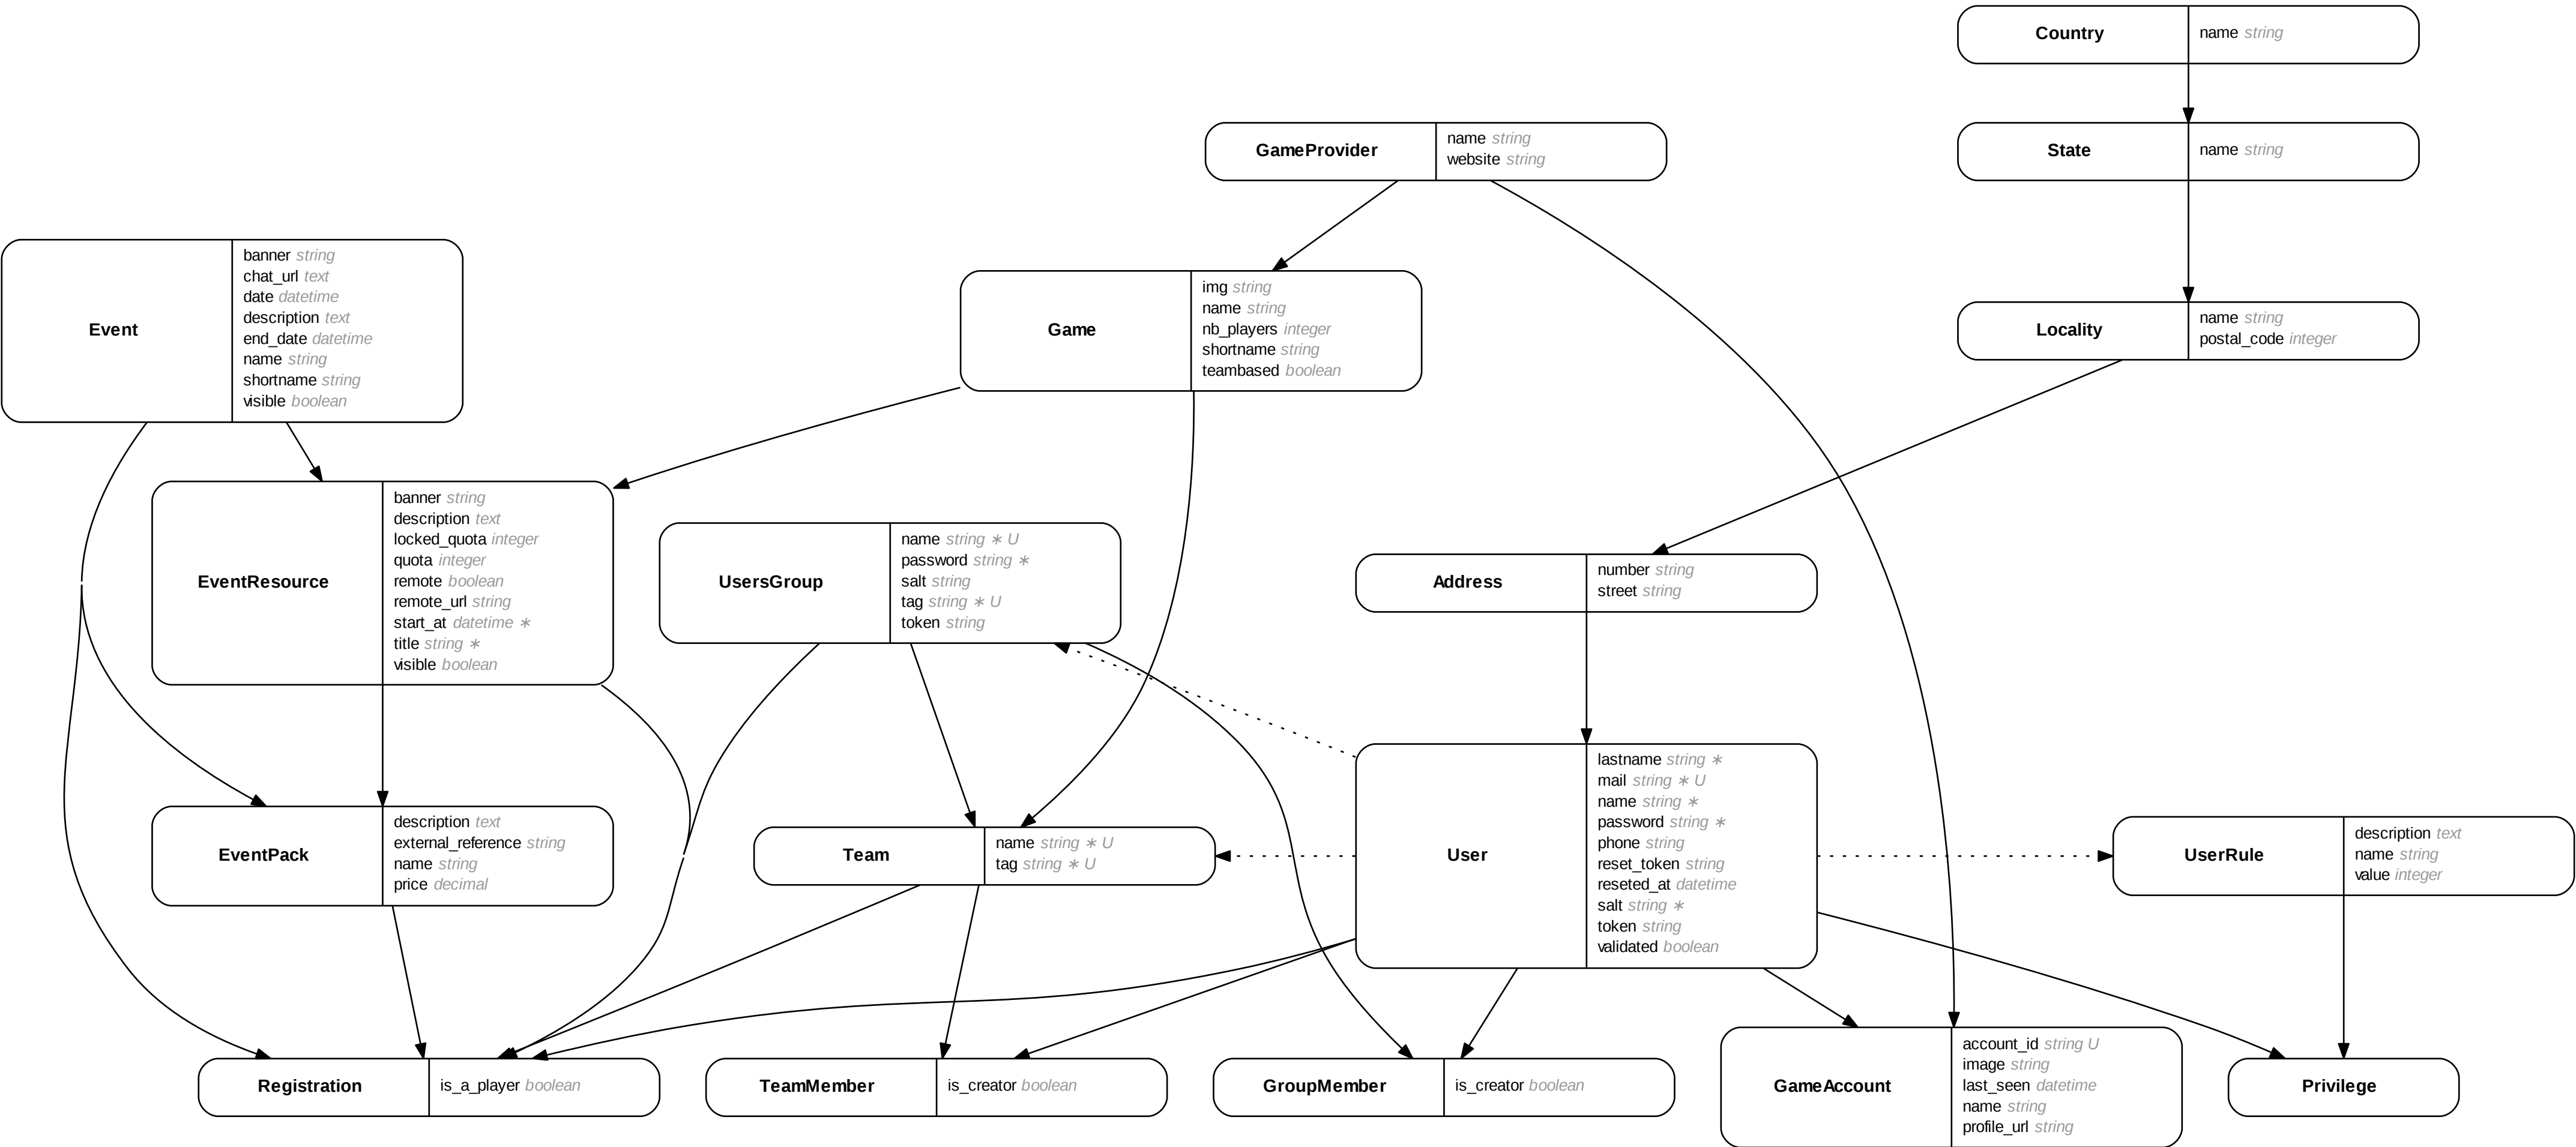 Country
name string
State
name string
GameProvider
name string
website string
Event
banner string
chat_url text
date datetime
description text
end_date datetime
name string
shortname string
visible boolean
Game
img string
name string
nb_players integer
shortname string
teambased boolean
Locality
name string
postal_code integer
EventResource
banner string
description text
locked_quota integer
quota integer
remote boolean
remote_url string
start_at datetime ∗
title string ∗
visible boolean
UsersGroup
name string ∗ U
password string ∗
salt string
tag string ∗ U
token string
Address
number string
street string
EventPack
description text
external_reference string
name string
price decimal
Team
name string ∗ U
tag string ∗ U
User
lastname string ∗
mail string ∗ U
name string ∗
password string ∗
phone string
reset_token string
reseted_at datetime
salt string ∗
token string
validated boolean
UserRule
description text
name string
value integer
Registration
is_a_player boolean
TeamMember
is_creator boolean
GroupMember
is_creator boolean
GameAccount
account_id string U
image string
last_seen datetime
name string
profile_url string
Privilege